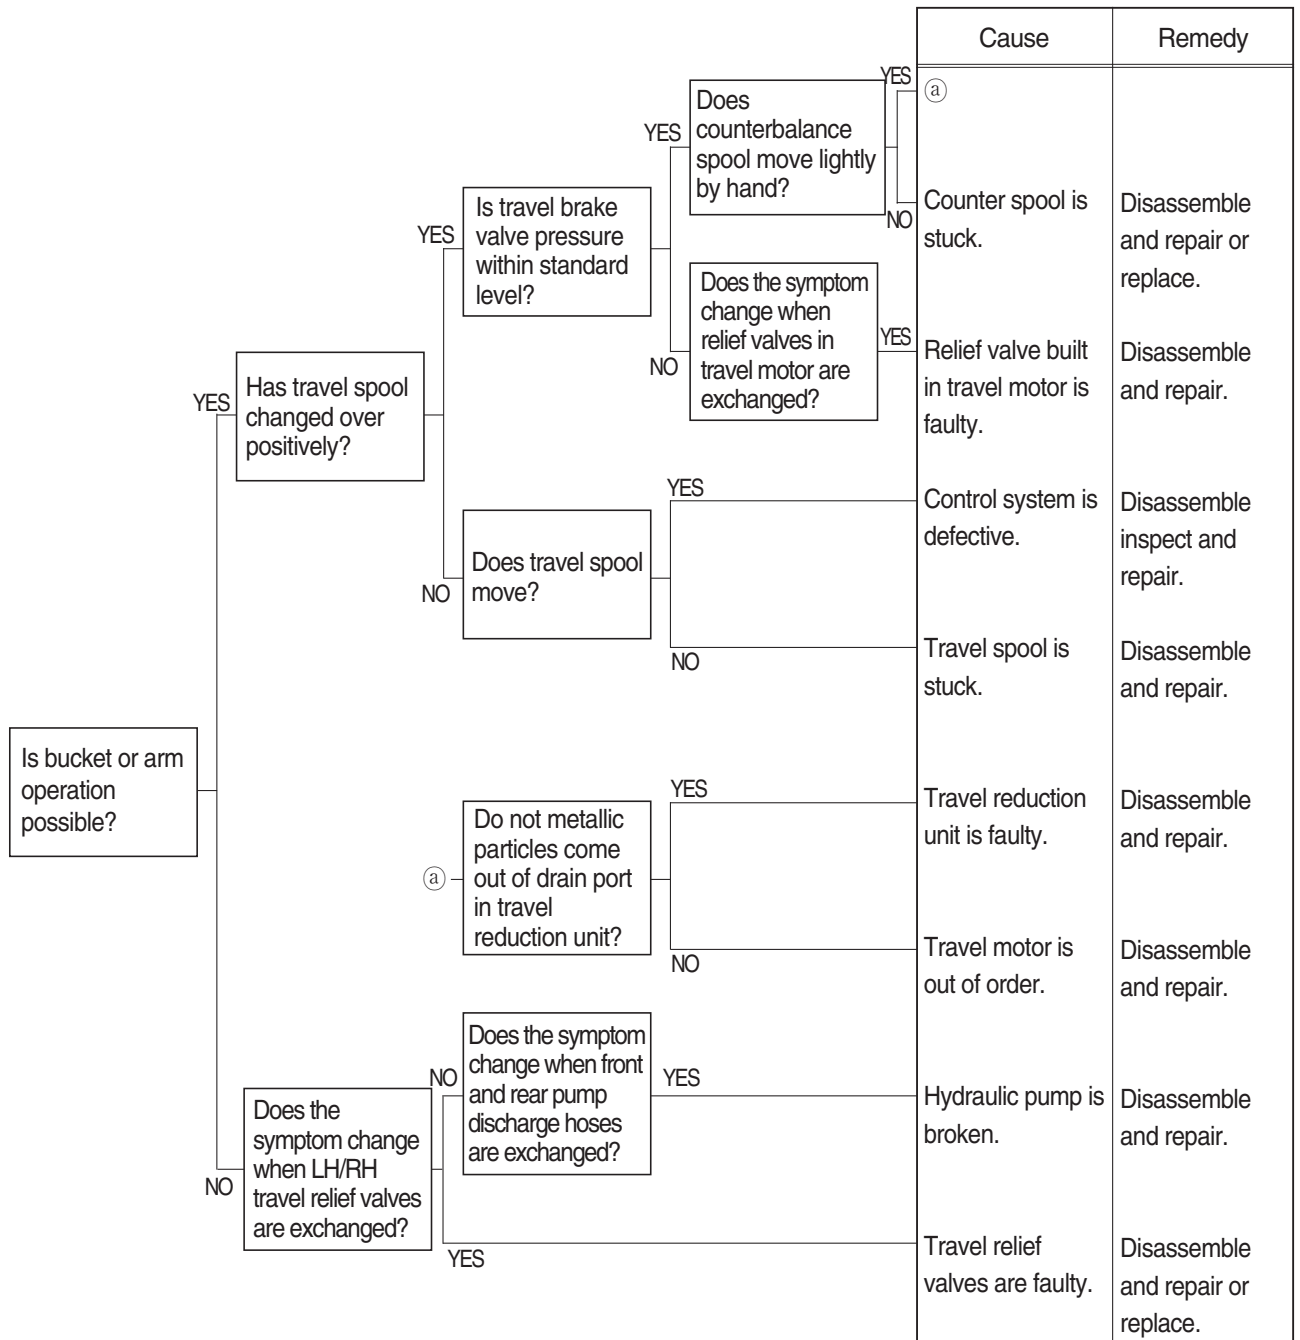 Cause
Remedy
YES
ⓐ
Does
counterbalance
spool move lightly
by hand?
YES
NO
Counter spool is
stuck.
Disassemble
and repair or
replace.
Is travel brake
valve pressure
within standard
level?
YES
Does the symptom
change when
relief valves in
travel motor are
exchanged?
YES
NO
Relief valve built
in travel motor is
faulty.
Disassemble
and repair.
Has travel spool
changed over
positively?
YES
YES
Control system is
defective.
Disassemble
inspect and
repair.
Does travel spool
move?
NO
NO
Travel spool is
stuck.
Disassemble
and repair.
Is bucket or arm
operation
possible?
YES
Travel reduction
unit is faulty.
Disassemble
and repair.
ⓐ
Do not metallic
particles come
out of drain port
in travel
reduction unit?
NO
Travel motor is
out of order.
Disassemble
and repair.
Does the symptom
change when front
and rear pump
discharge hoses
are exchanged?
NO
YES
Hydraulic pump is
broken.
Disassemble
and repair.
Does the
symptom change
when LH/RH
travel relief valves
are exchanged?
NO
YES
Travel relief
valves are faulty.
Disassemble
and repair or
replace.